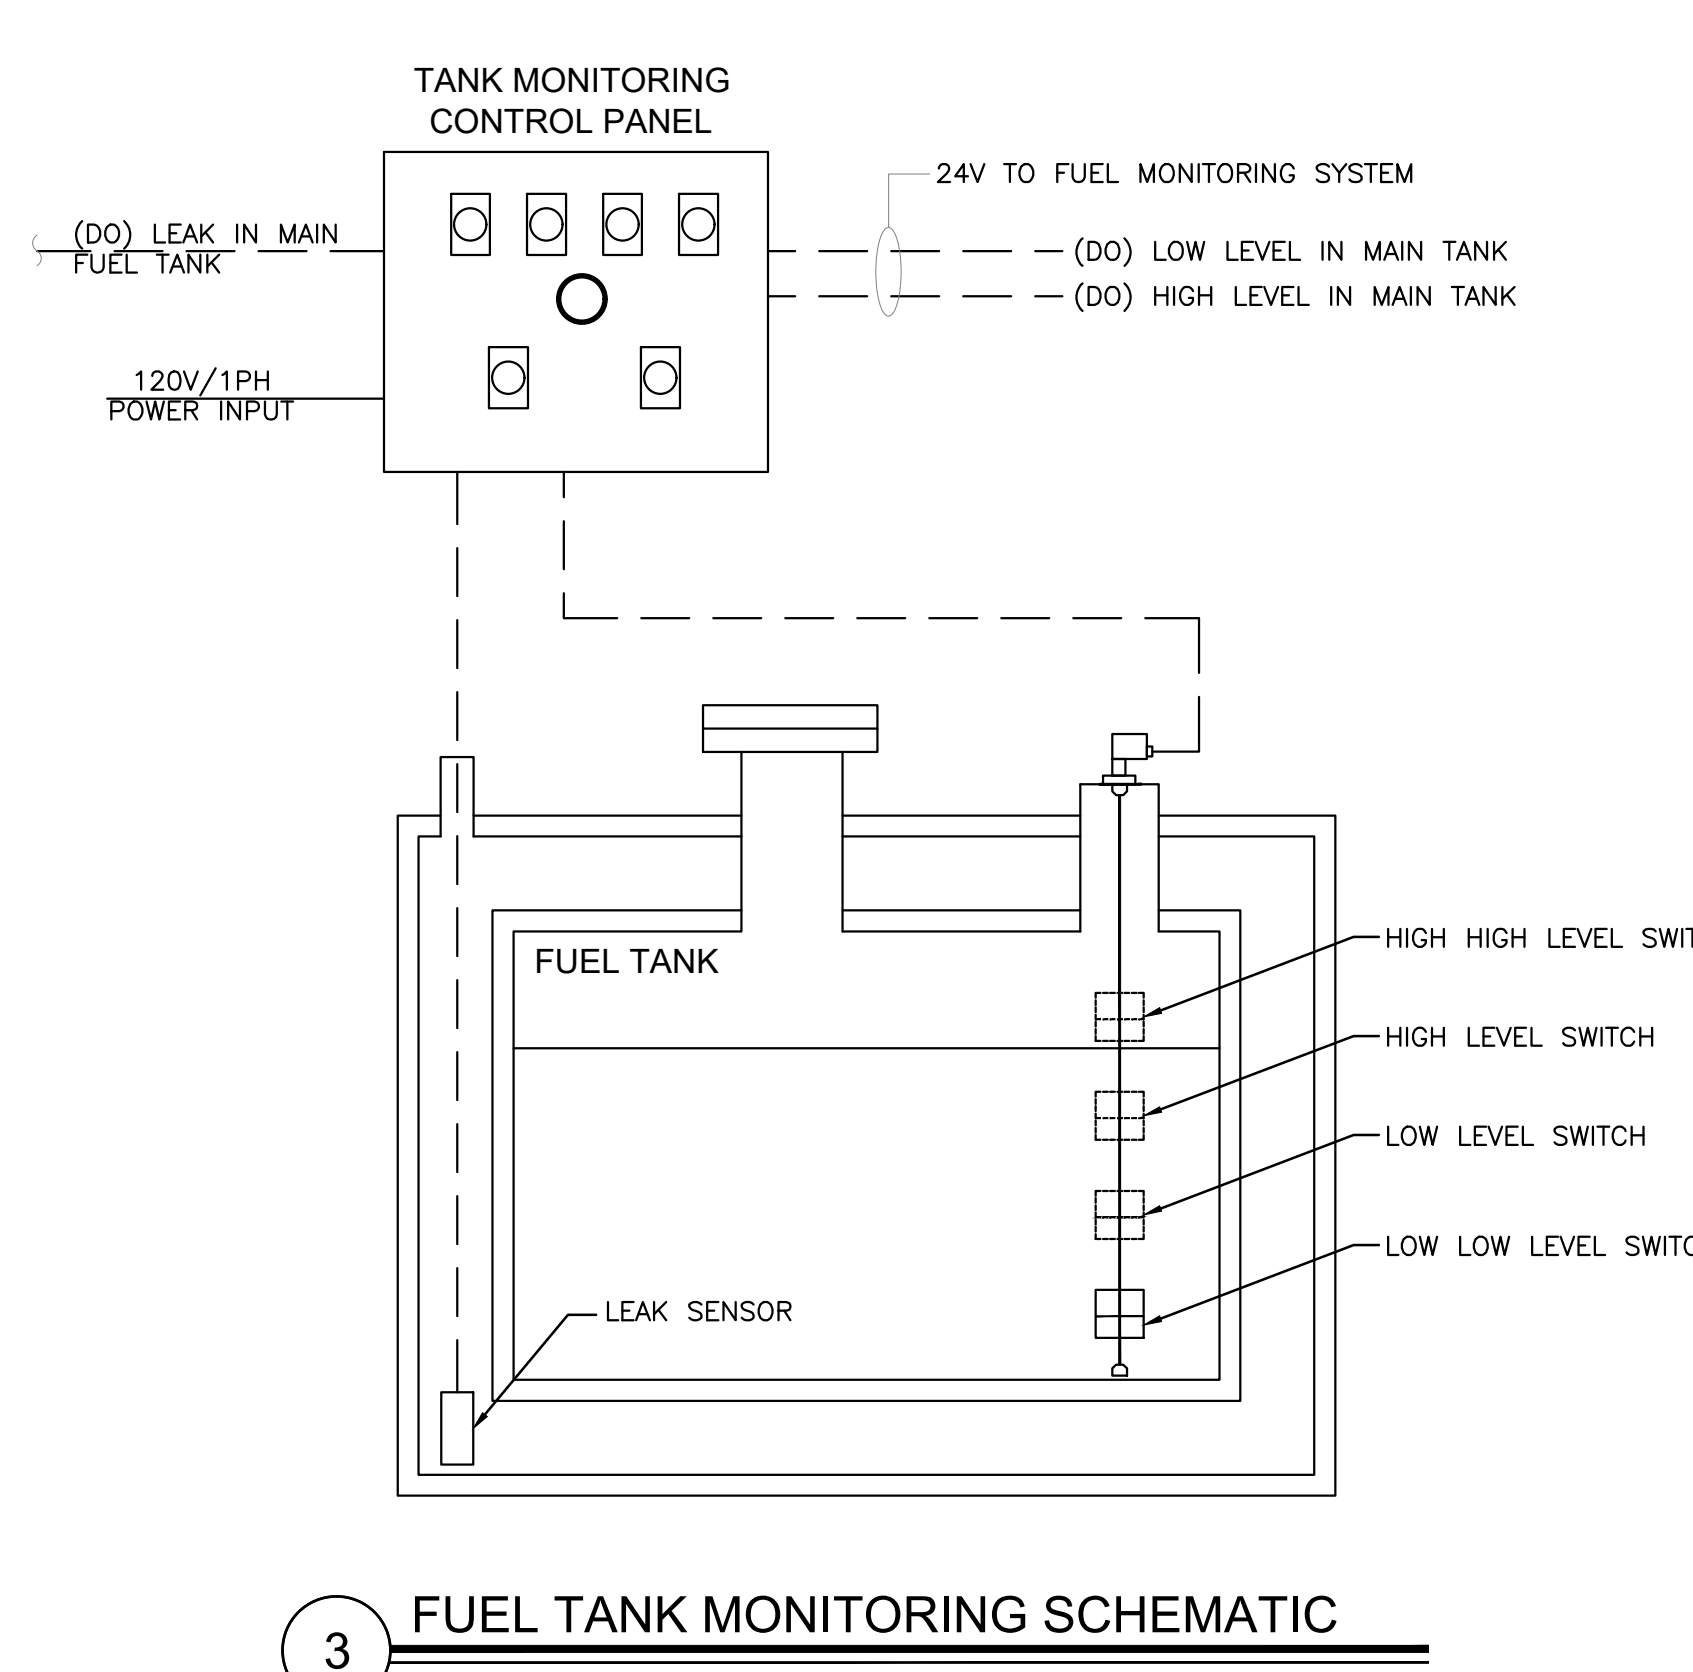 TANK MONITORING
CONTROL PANEL
24V TO FUEL MONITORING SYSTEM
(DO) LEAK IN MAIN
FUEL TANK
(DO) LOW LEVEL IN MAIN TANK
(DO) HIGH LEVEL IN MAIN TANK
120V/1PH
POWER INPUT
FUEL TANK
HIGH HIGH LEVEL
HIGH LEVEL SWITCH
LOW LEVEL SWITCH
LOW LOW LEVEL
LEAK SENSOR
FUEL TANK MONITORING SCHEMATIC
3